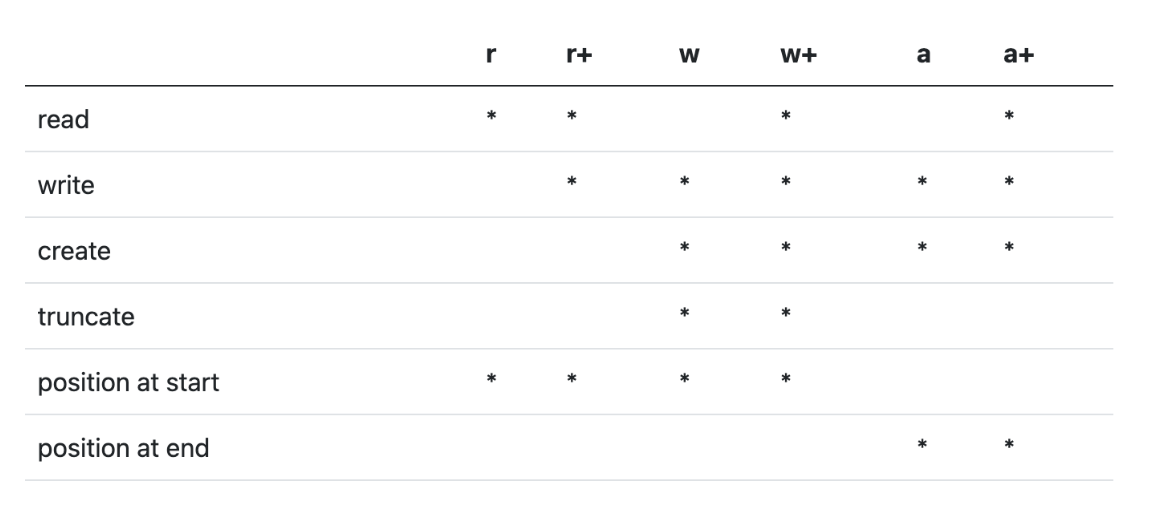 r r+ w w+ a a+
read * * * *
write * * * * *
create * * * *
truncate * *
position at start * * * *
position at end * *